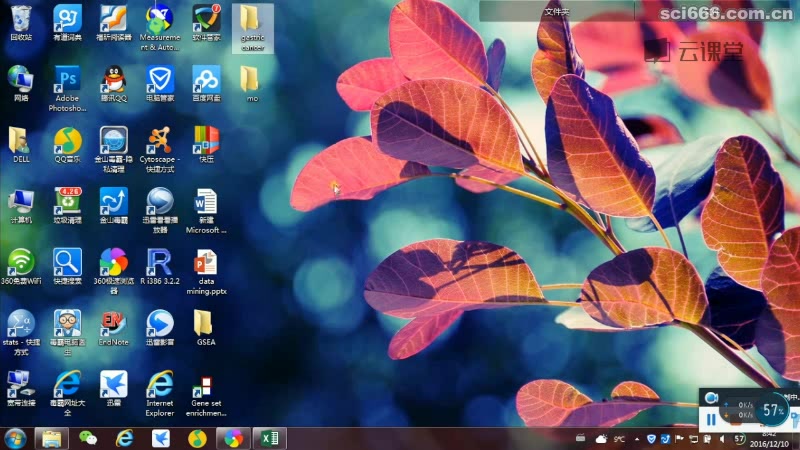 文件夹
sci666.com.cn
云课堂
回收站
有道词典
福昕阅读器
Measureme
nt & Auto...
软件管家
gastric
cancer
网络
Adobe
Photosho...
腾讯QQ
电脑管家
百度网盘
mo
DELL
QQ音乐
金山毒霸-隐
私清理
Cytoscape -
快捷方式
快压
计算机
4.26
垃圾清理
金山毒霸
迅雷看看播
放器
新建
Microsoft ...
360免费WiFi
快捷搜索
360极速浏览
器
R i386 3.2.2
data
mining.pptx
stats - 快捷
方式
毒霸电脑医
生
EndNote
迅雷影音
GSEA
宽带连接
毒霸网址大
全
迅雷
Internet
Explorer
Gene set
enrichmen...
0K/s
0K/s
57%
9℃
57
8:42
2016/12/10